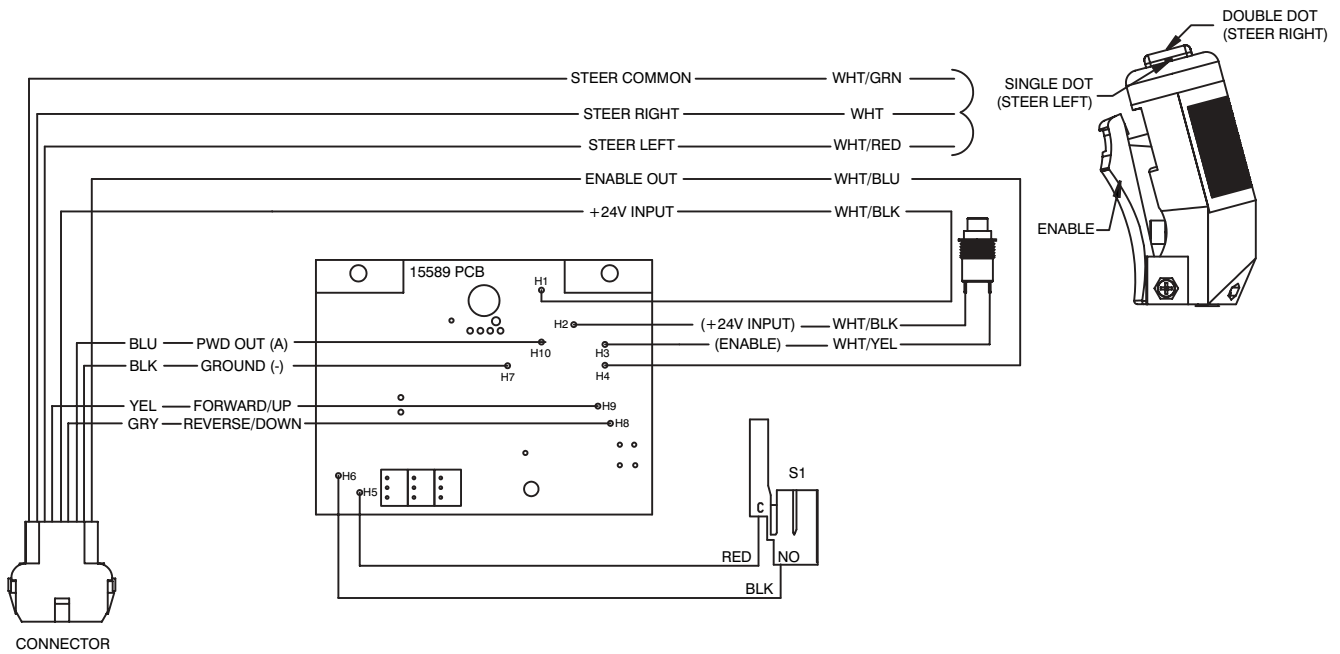 DOUBLE DOT
(STEER RIGHT)
SINGLE DOT
(STEER LEFT)
ENABLE
STEER COMMON WHT/GRN
STEER RIGHT WHT
STEER LEFT WHT/RED
ENABLE OUT WHT/BLU
+24V INPUT WHT/BLK
15589 PCB
H1
H2 (+24V INPUT) WHT/BLK
H3 (ENABLE) WHT/YEL
BLU PWD OUT (A) H10
BLK GROUND (-) H7
H4
YEL FORWARD/UP H9
GRY REVERSE/DOWN H8
H6
H5
S1
C
RED NO
BLK
CONNECTOR